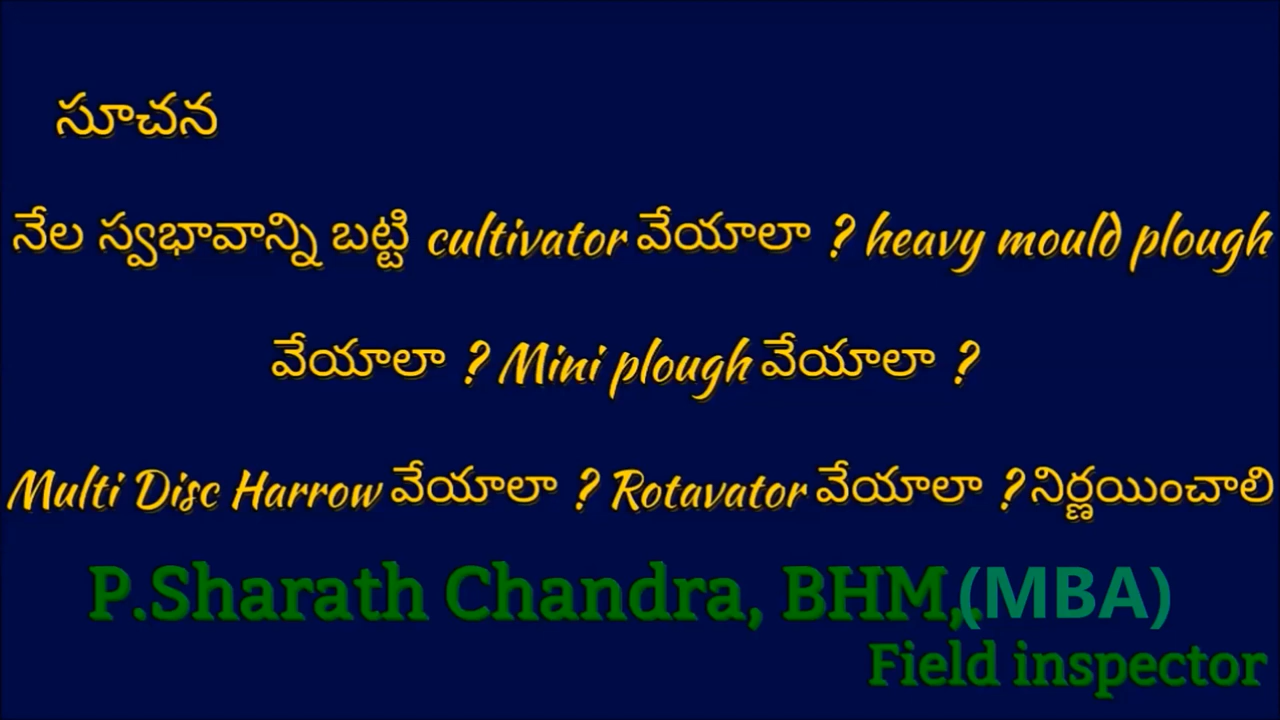 సూచన
నేల స్వభావాన్ని బట్టి cultivator వేయాలా ? heavy mould plough
వేయాలా ? Mini plough వేయాలా ?
Multi Disc Harrow వేయాలా ? Rotavator వేయాలా ? నిర్ణయించాలి
P.Sharath Chandra, BHM,,(MBA)
Field inspector